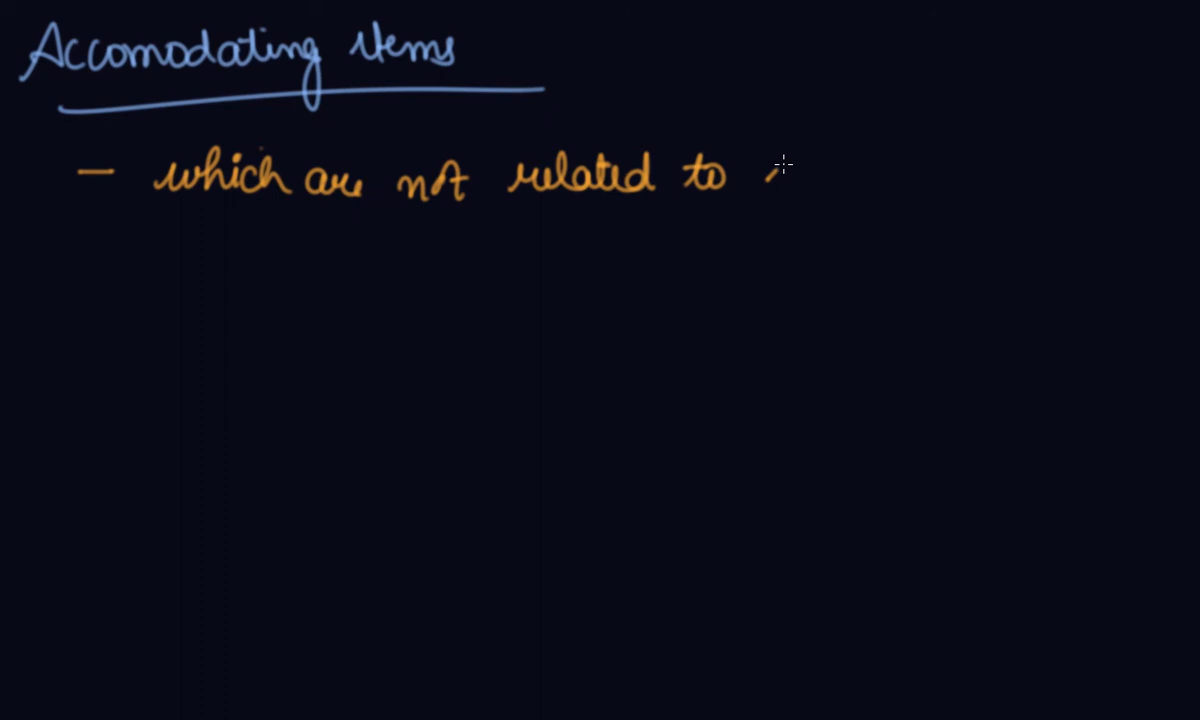 Accomodating items
— which are not related to